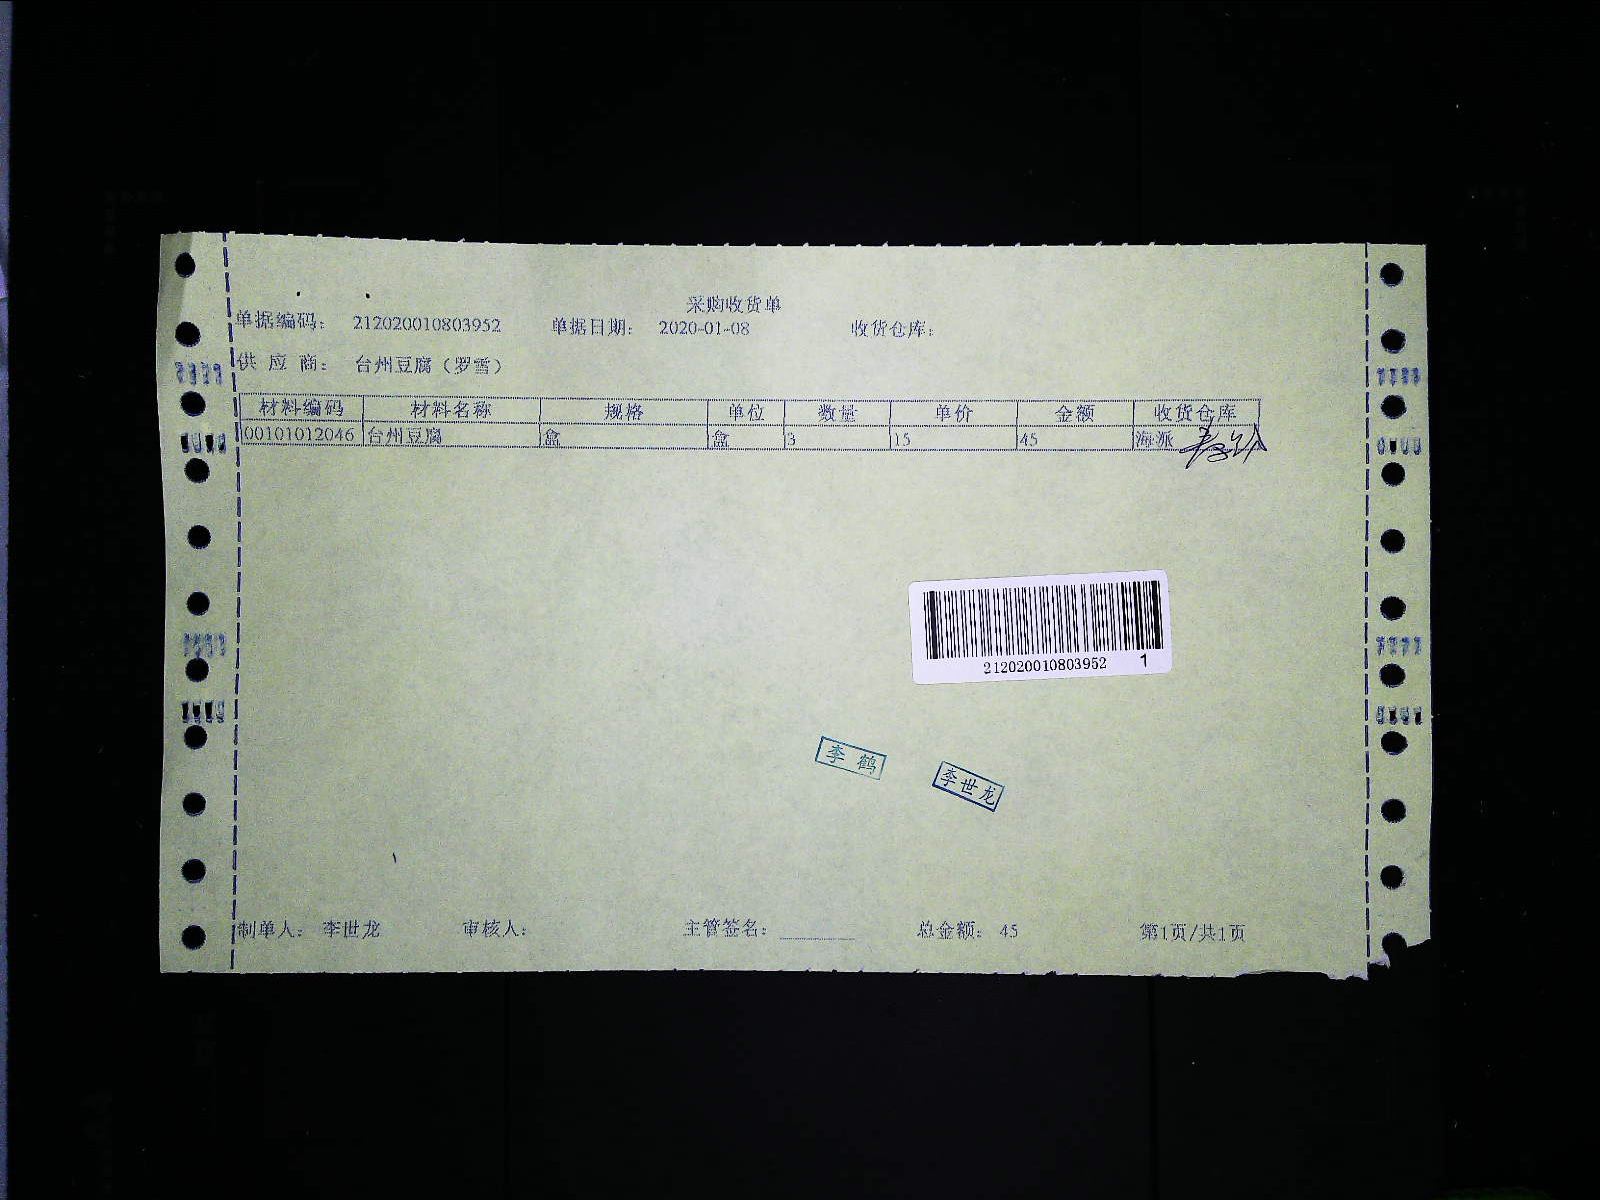 采购收货单
单据编码： 212020010803952 单据日期： 2020-01-08 收货仓库：
供 应 商： 台州豆腐（罗雪）
材料编码 材料名称 规格 单位 数量 单价 金额 收货仓库
00101012046 台州豆腐 盒 盒 3 15 45 海派
212020010803952 1
李 鹤
李世龙
制单人： 李世龙 审核人： 主管签名： 总金额： 45 第1页/共1页